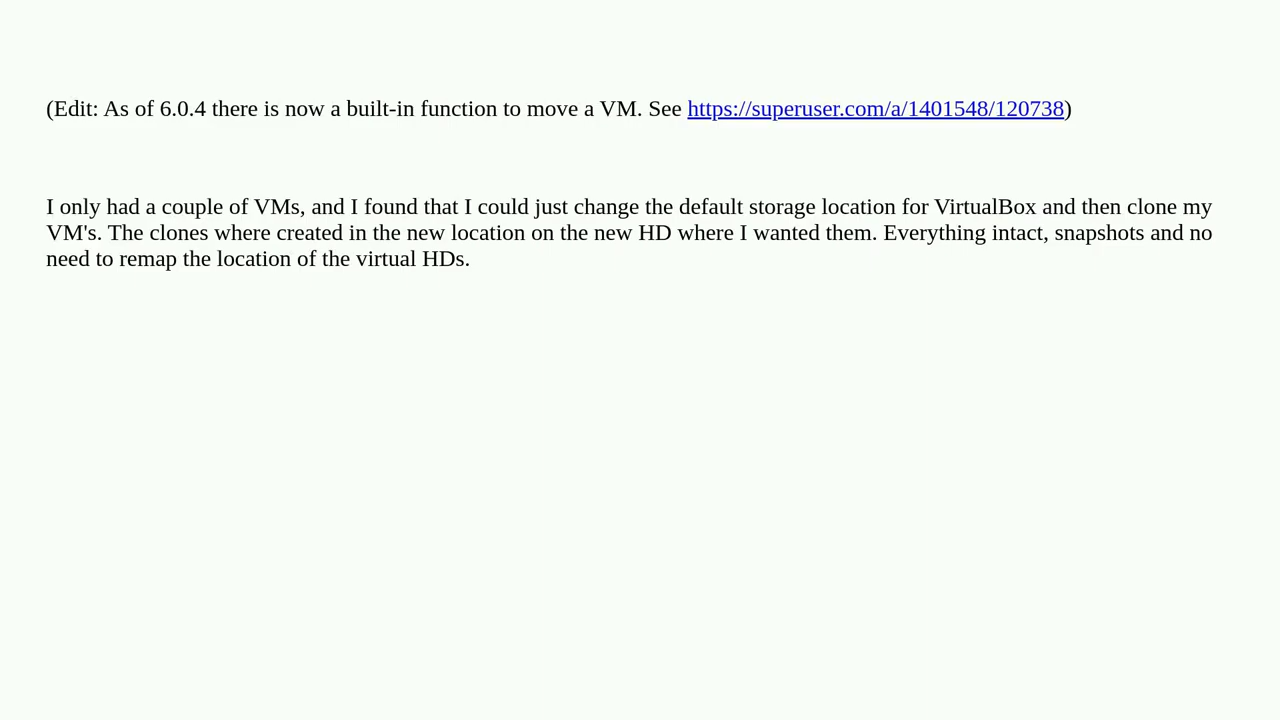 (Edit: As of 6.0.4 there is now a built-in function to move a VM. See https://superuser.com/a/1401548/120738)
I only had a couple of VMs, and I found that I could just change the default storage location for VirtualBox and then clone my
VM's. The clones where created in the new location on the new HD where I wanted them. Everything intact, snapshots and no
need to remap the location of the virtual HDs.